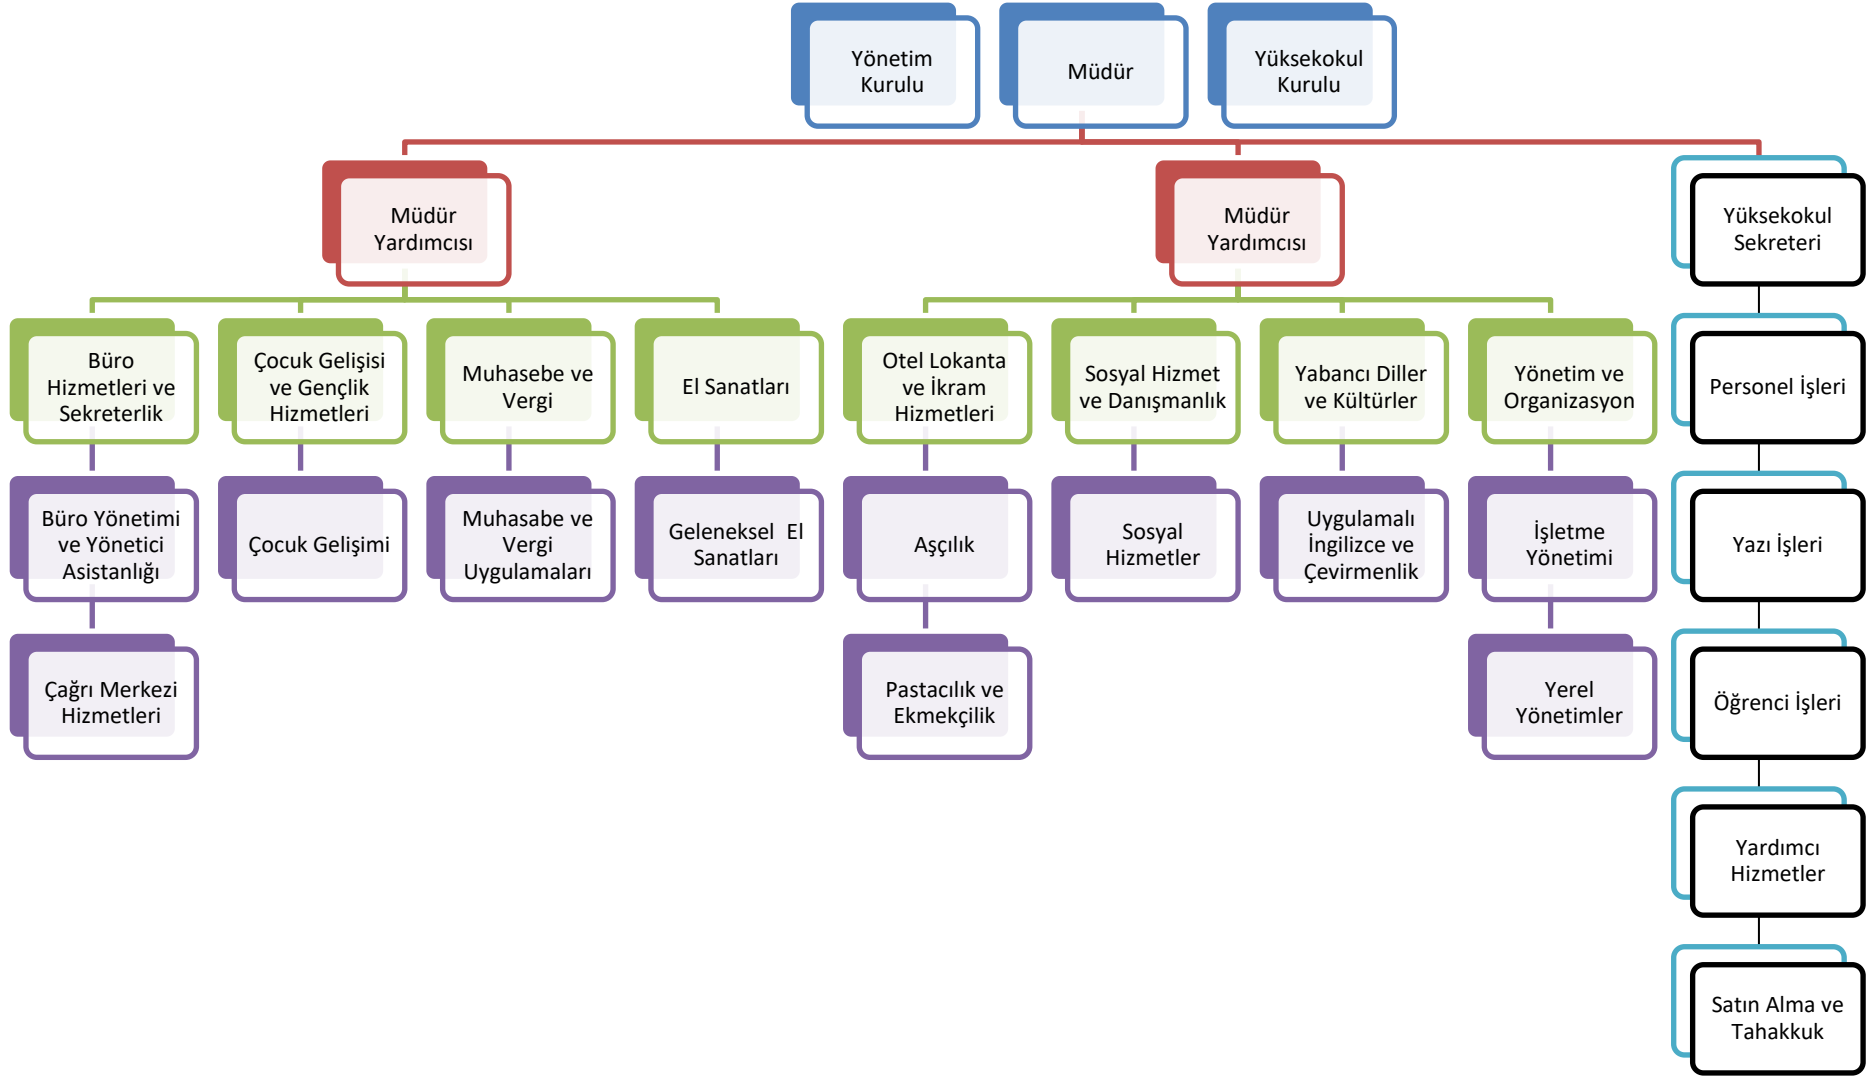 Yönetim
Kurulu
Müdür
Yüksekokul
Kurulu
Müdür
Yardımcısı
Müdür
Yardımcısı
Yüksekokul
Sekreteri
Büro
Hizmetleri ve
Sekreterlik
Çocuk Gelişisi
ve Gençlik
Hizmetleri
Muhasebe ve
Vergi
El Sanatları
Otel Lokanta
ve İkram
Hizmetleri
Sosyal Hizmet
ve Danışmanlık
Yabancı Diller
ve Kültürler
Yönetim ve
Organizasyon
Personel İşleri
Büro Yönetimi
ve Yönetici
Asistanlığı
Çocuk Gelişimi
Muhasabe ve
Vergi
Uygulamaları
Geleneksel El
Sanatları
Aşçılık
Sosyal
Hizmetler
Uygulamalı
İngilizce ve
Çevirmenlik
İşletme
Yönetimi
Yazı İşleri
Çağrı Merkezi
Hizmetleri
Pastacılık ve
Ekmekçilik
Yerel
Yönetimler
Öğrenci İşleri
Yardımcı
Hizmetler
Satın Alma ve
Tahakkuk